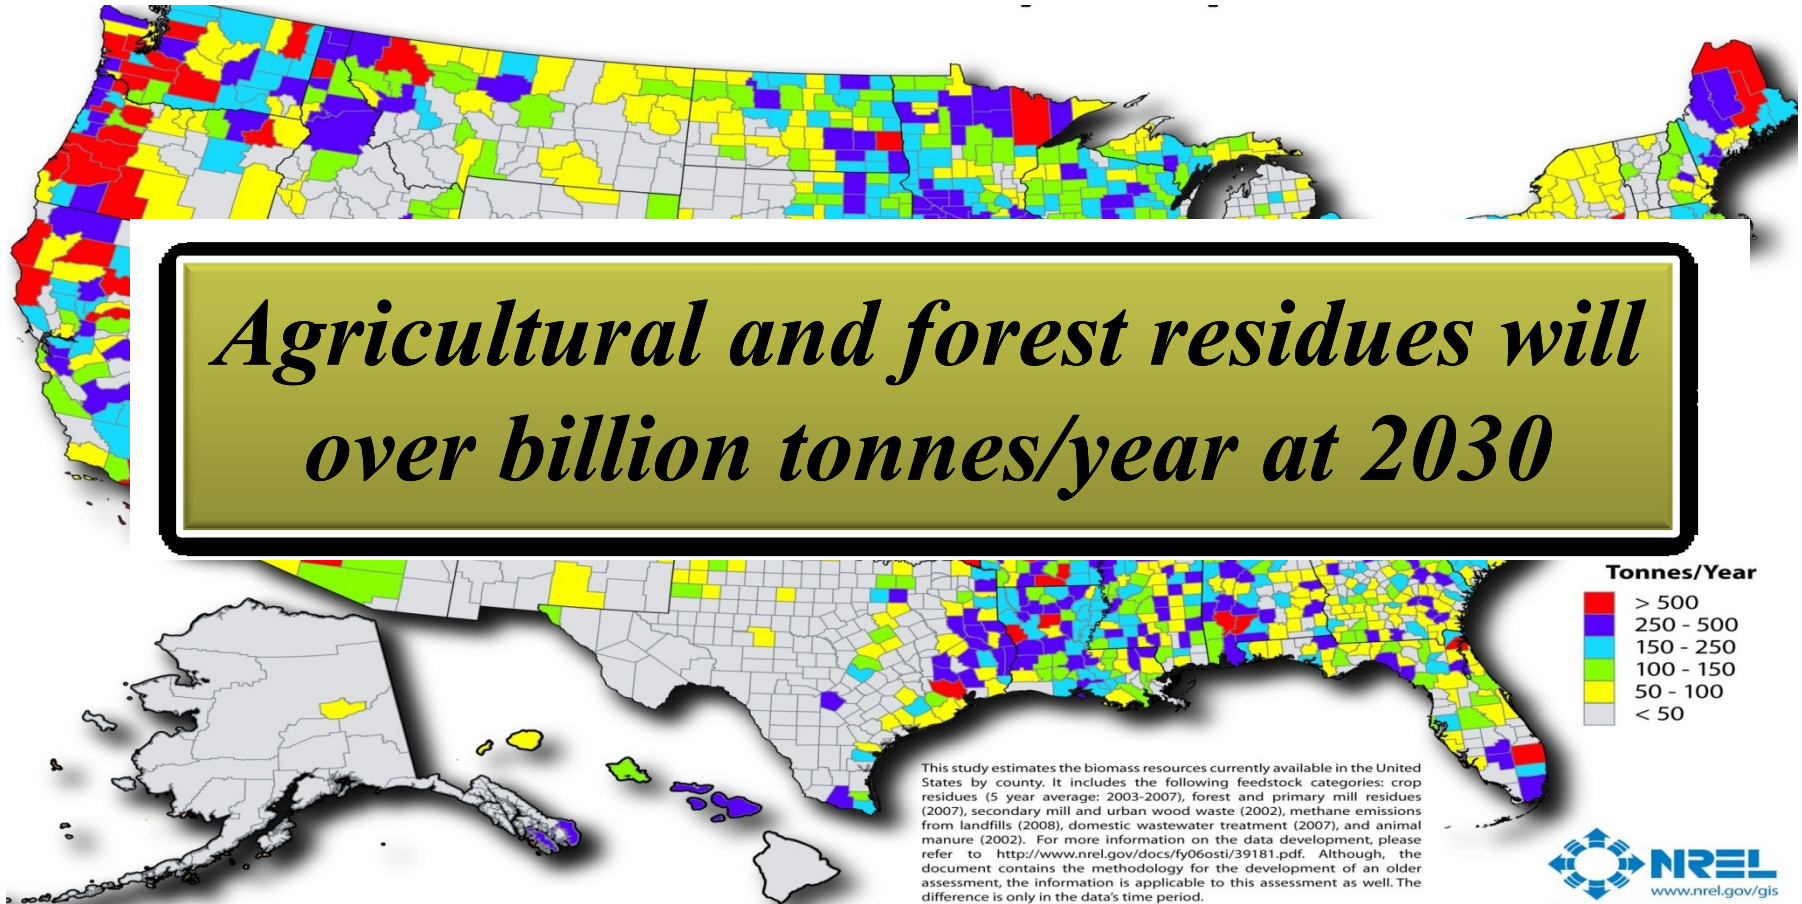 Agricultural and forest residues will
over billion tonnes/year at 2030
Tonnes/Year
> 500
250 - 500
150 - 250
100 - 150
50 - 100
< 50
This study estimates the biomass resources currently available in the United
States by county. It includes the following feedstock categories: crop
residues (5 year average: 2003-2007), forest and primary mill residues
(2007), secondary mill and urban wood waste (2002), methane emissions
from landfills (2008), domestic wastewater treatment (2007), and animal
manure (2002). For more information on the data development, please
refer to http://www.nrel.gov/docs/fy06osti/39181.pdf. Although, the
document contains the methodology for the development of an older
assessment, the information is applicable to this assessment as well. The
difference is only in the data's time period.
NREL
www.nrel.gov/gis